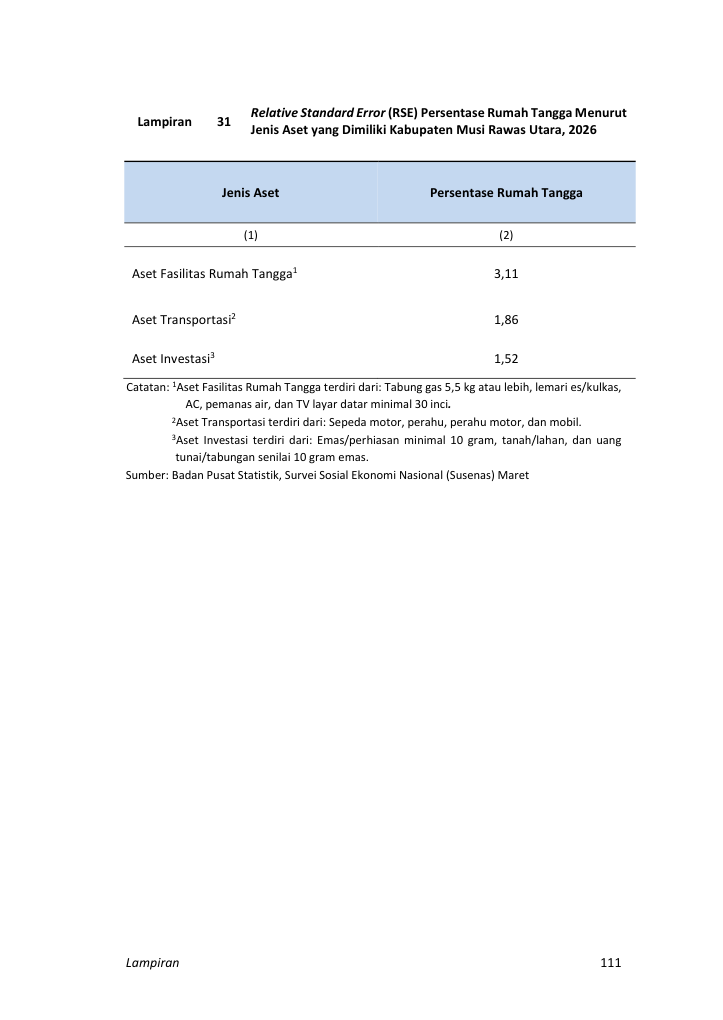 Lampiran 31 Relative Standard Error (RSE) Persentase Rumah Tangga Menurut
Jenis Aset yang Dimiliki Kabupaten Musi Rawas Utara, 2026
Jenis Aset Persentase Rumah Tangga
(1) (2)
Aset Fasilitas Rumah Tangga¹ 3,11
Aset Transportasi² 1,86
Aset Investasi³ 1,52
Catatan: ¹Aset Fasilitas Rumah Tangga terdiri dari: Tabung gas 5,5 kg atau lebih, lemari es/kulkas,
AC, pemanas air, dan TV layar datar minimal 30 inci.
²Aset Transportasi terdiri dari: Sepeda motor, perahu, perahu motor, dan mobil.
³Aset Investasi terdiri dari: Emas/perhiasan minimal 10 gram, tanah/lahan, dan uang
tunai/tabungan senilai 10 gram emas.
Sumber: Badan Pusat Statistik, Survei Sosial Ekonomi Nasional (Susenas) Maret
Lampiran 111